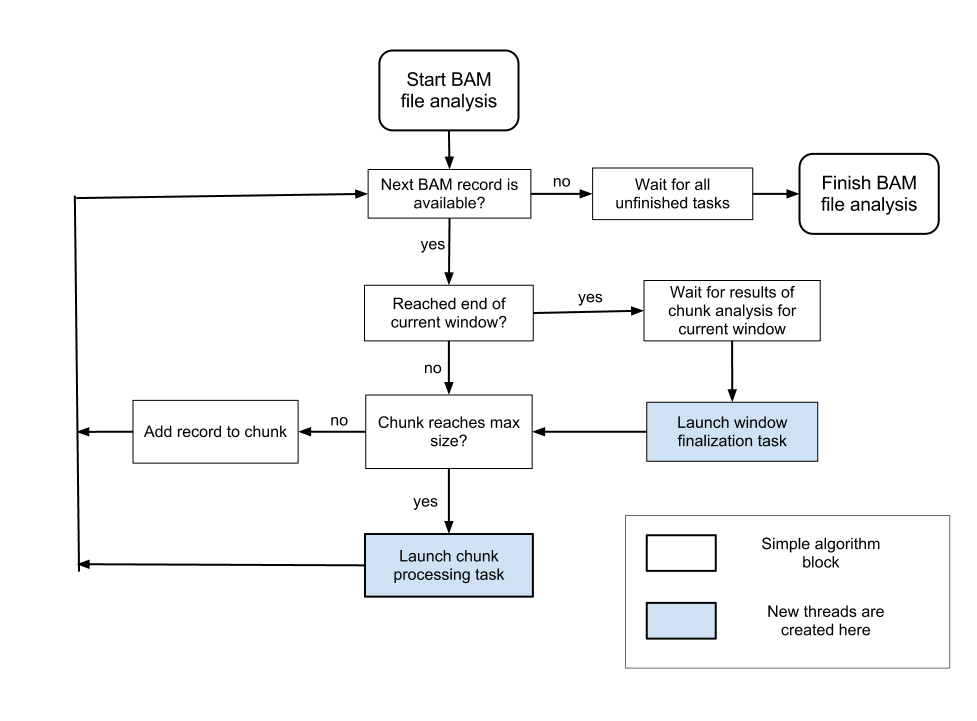 Start BAM
file analysis
Next BAM record is
available?
no
Wait for all
unfinished tasks
Finish BAM
file analysis
yes
Reached end of
current window?
yes
Wait for results of
chunk analysis for
current window
no
Add record to chunk
no
Chunk reaches max
size?
Launch window
finalization task
yes
Launch chunk
processing task
Simple algorithm
block
New threads are
created here